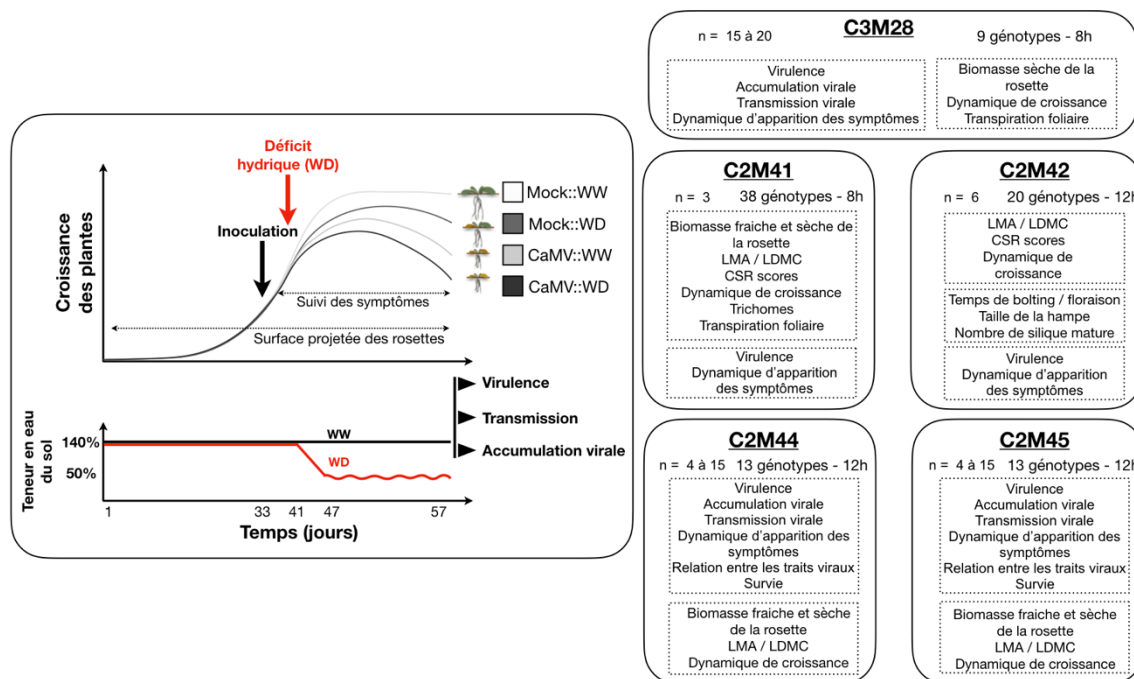 Déficit
hydrique (WD)
Inoculation
Croissance
des plantes
Mock::WW
Mock::WD
CaMV::WW
CaMV::WD
Suivi des symptômes
Surface projetée des rosettes
Virulence
Transmission
Accumulation virale
Teneur en eau
du sol
140%
50%
WW
WD
1
33
41
47
57
Temps (jours)
C3M28
n = 15 à 20
9 génotypes - 8h
Virulence
Accumulation virale
Transmission virale
Dynamique d'apparition des symptômes
Biomasse sèche de la
rosette
Dynamique de croissance
Transpiration foliaire
C2M41
n = 3
38 génotypes - 8h
Biomasse fraiche et sèche de
la rosette
LMA / LDMC
CSR scores
Dynamique de croissance
Trichomes
Transpiration foliaire
Virulence
Dynamique d'apparition
des symptômes
C2M42
n = 6
20 génotypes - 12h
LMA / LDMC
CSR scores
Dynamique de
croissance
Temps de bolting / floraison
Taille de la hampe
Nombre de silique mature
Virulence
Dynamique d'apparition
des symptômes
C2M44
n = 4 à 15
13 génotypes - 12h
Virulence
Accumulation virale
Transmission virale
Dynamique d'apparition des
symptômes
Relation entre les traits viraux
Survie
Biomasse fraiche et sèche
de la rosette
LMA / LDMC
Dynamique de croissance
C2M45
n = 4 à 15
13 génotypes - 12h
Virulence
Accumulation virale
Transmission virale
Dynamique d'apparition des
symptômes
Relation entre les traits viraux
Survie
Biomasse fraiche et sèche
de la rosette
LMA / LDMC
Dynamique de croissance